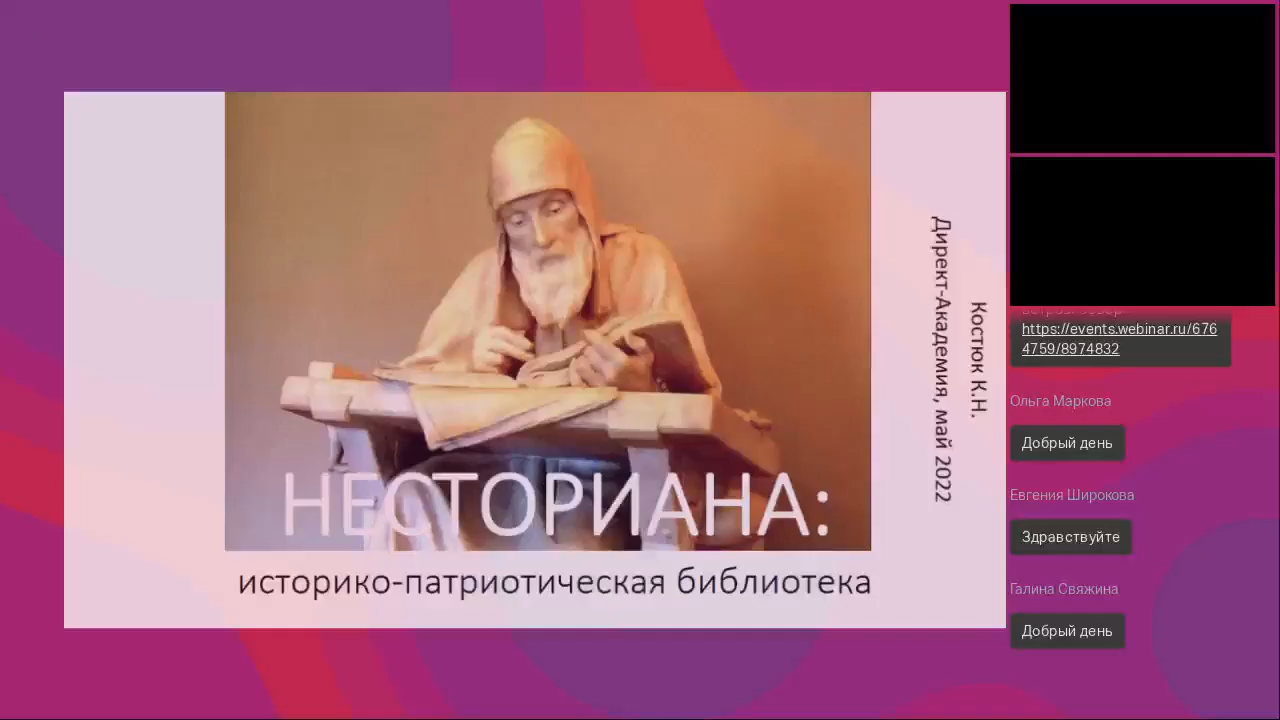 НЕСТОРИАНА:
историко-патриотическая библиотека
Костюк К.Н.
Директ-Академия, май 2022
https://events.webinar.ru/676
4759/8974832
Ольга Маркова
Добрый день
Евгения Широкова
Здравствуйте
Галина Свяжина
Добрый день